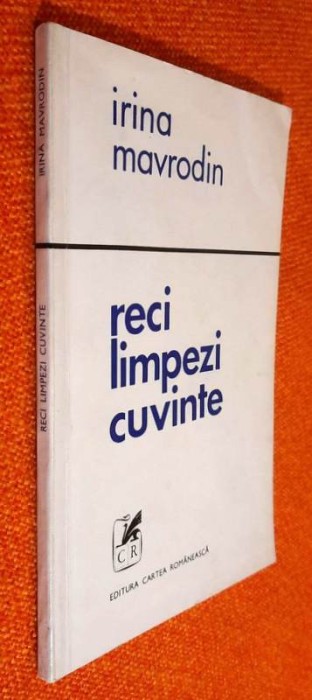 irina
mavrodin
reci
limpezi
cuvinte
CR
EDITURA CARTEA ROMÂNEASCĂ
IRINA MAVRODIN
RECI LIMPEZI CUVINTE